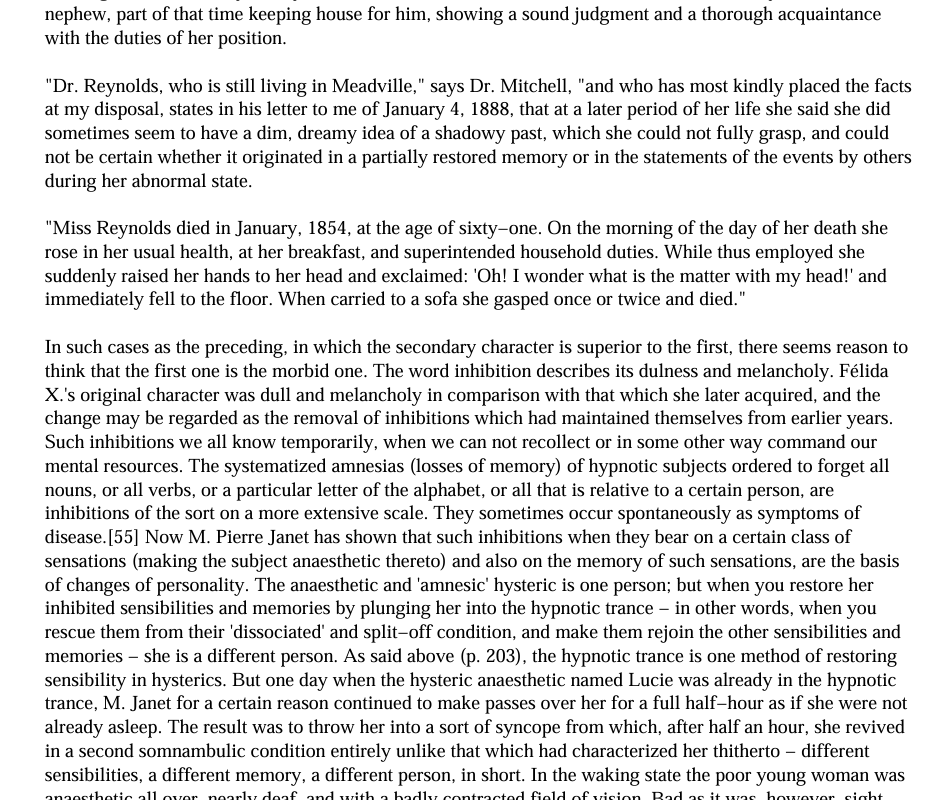 nephew, part of that time keeping house for him, showing a sound judgment and a thorough acquaintance
with the duties of her position.
"Dr. Reynolds, who is still living in Meadville," says Dr. Mitchell, "and who has most kindly placed the facts
at my disposal, states in his letter to me of January 4, 1888, that at a later period of her life she said she did
sometimes seem to have a dim, dreamy idea of a shadowy past, which she could not fully grasp, and could
not be certain whether it originated in a partially restored memory or in the statements of the events by others
during her abnormal state.
"Miss Reynolds died in January, 1854, at the age of sixty−one. On the morning of the day of her death she
rose in her usual health, at her breakfast, and superintended household duties. While thus employed she
suddenly raised her hands to her head and exclaimed: 'Oh! I wonder what is the matter with my head!' and
immediately fell to the floor. When carried to a sofa she gasped once or twice and died."
In such cases as the preceding, in which the secondary character is superior to the first, there seems reason to
think that the first one is the morbid one. The word inhibition describes its dulness and melancholy. Félida
X.'s original character was dull and melancholy in comparison with that which she later acquired, and the
change may be regarded as the removal of inhibitions which had maintained themselves from earlier years.
Such inhibitions we all know temporarily, when we can not recollect or in some other way command our
mental resources. The systematized amnesias (losses of memory) of hypnotic subjects ordered to forget all
nouns, or all verbs, or a particular letter of the alphabet, or all that is relative to a certain person, are
inhibitions of the sort on a more extensive scale. They sometimes occur spontaneously as symptoms of
disease.[55] Now M. Pierre Janet has shown that such inhibitions when they bear on a certain class of
sensations (making the subject anaesthetic thereto) and also on the memory of such sensations, are the basis
of changes of personality. The anaesthetic and 'amnesic' hysteric is one person; but when you restore her
inhibited sensibilities and memories by plunging her into the hypnotic trance − in other words, when you
rescue them from their 'dissociated' and split−off condition, and make them rejoin the other sensibilities and
memories − she is a different person. As said above (p. 203), the hypnotic trance is one method of restoring
sensibility in hysterics. But one day when the hysteric anaesthetic named Lucie was already in the hypnotic
trance, M. Janet for a certain reason continued to make passes over her for a full half−hour as if she were not
already asleep. The result was to throw her into a sort of syncope from which, after half an hour, she revived
in a second somnambulic condition entirely unlike that which had characterized her thitherto − different
sensibilities, a different memory, a different person, in short. In the waking state the poor young woman was
anaesthetic all over, nearly deaf, and with a badly contracted field of vision. Bad as it was, however, sight